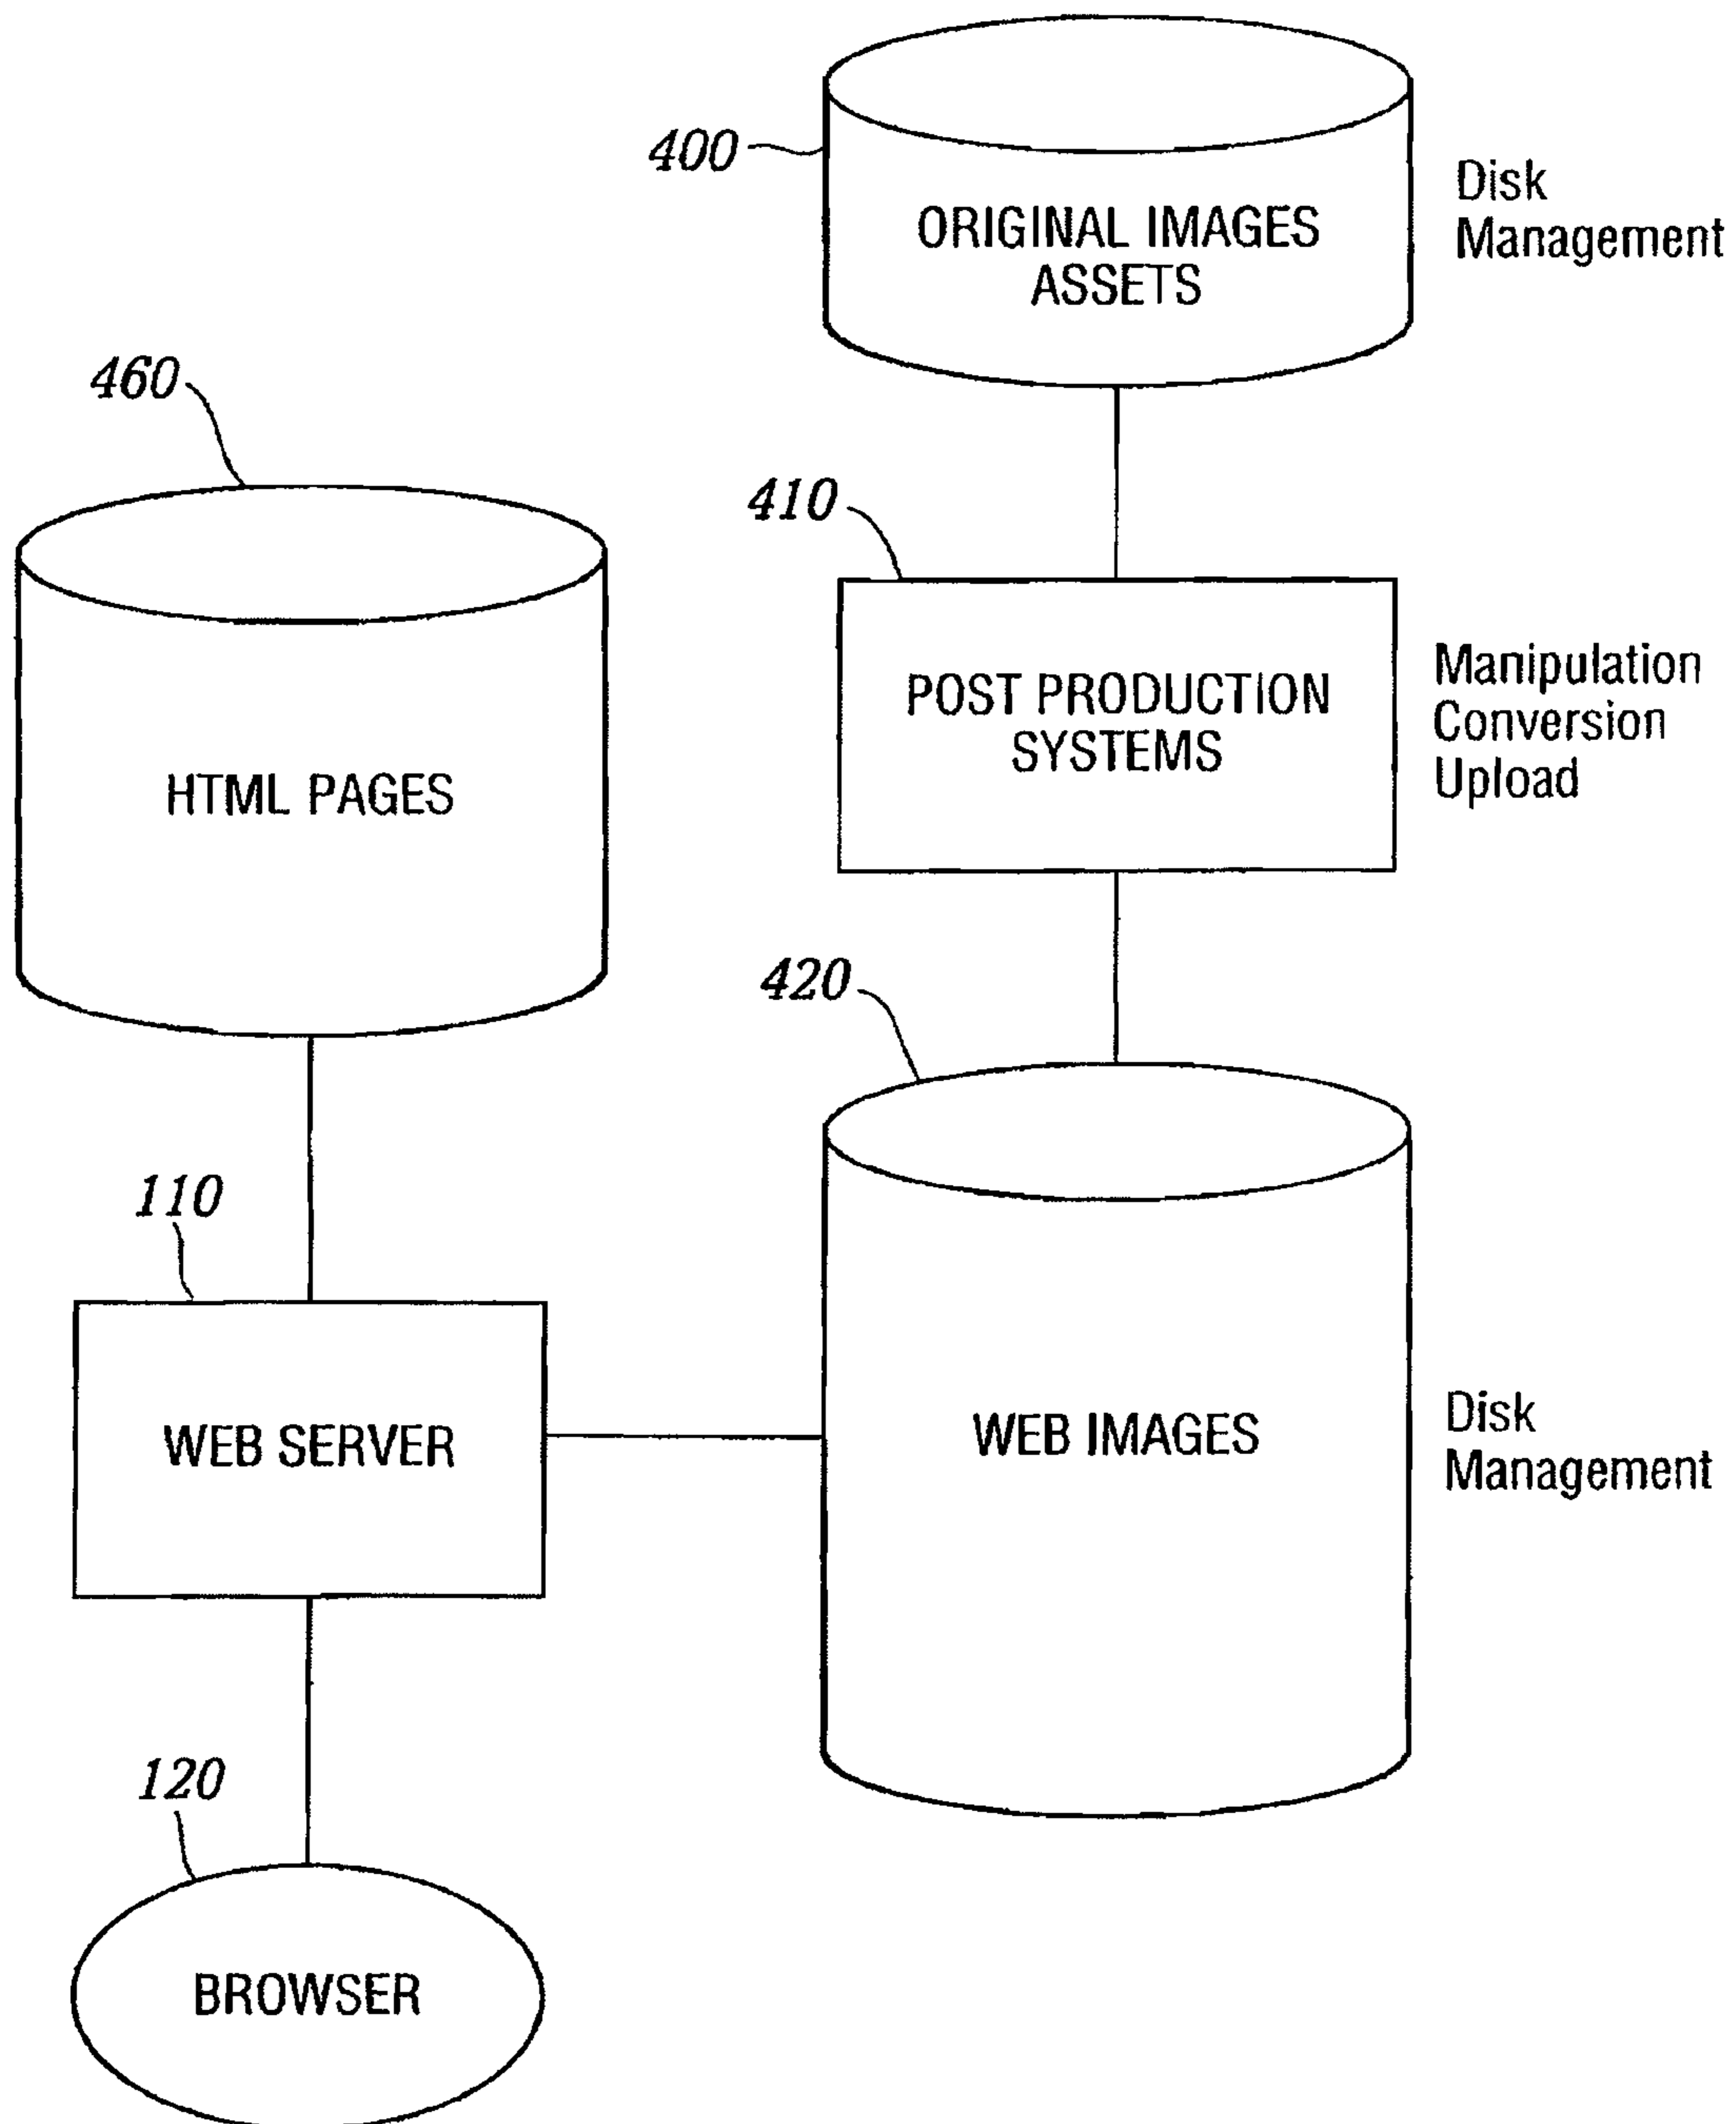 400
ORIGINAL IMAGES
ASSETS
Disk
Management
460
410
HTML PAGES
POST PRODUCTION
SYSTEMS
Manipulation
Conversion
Upload
420
110
WEB SERVER
WEB IMAGES
Disk
Management
120
BROWSER